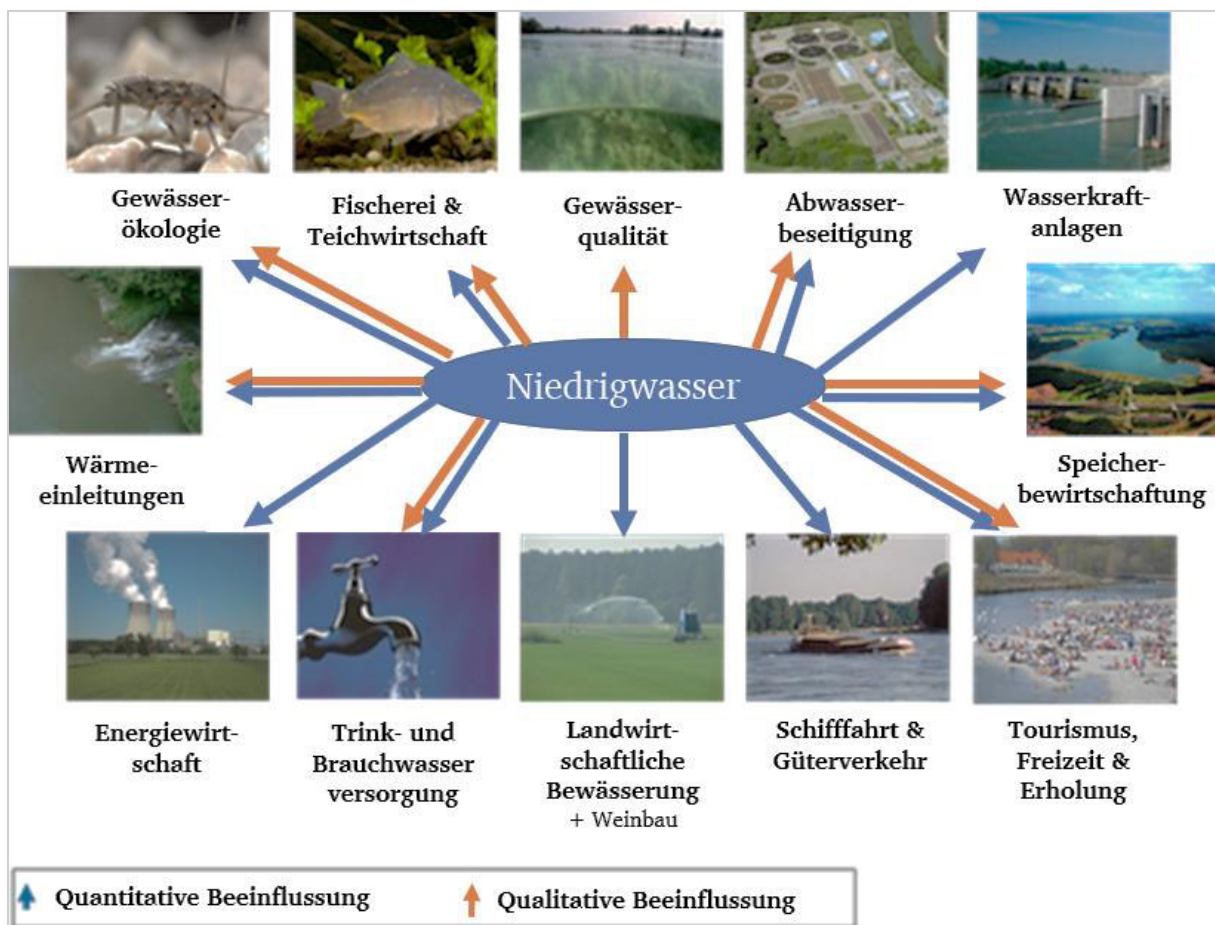 Gewässer-
ökologie
Fischerei &
Teichwirtschaft
Gewässer-
qualität
Abwasser-
beseitigung
Wasserkraft-
anlagen
Niedrigwasser
Wärme-
einleitungen
Speicher-
bewirtschaftung
Energiewirt-
schaft
Trink- und
Brauchwasser
versorgung
Landwirt-
schaftliche
Bewässerung
+ Weinbau
Schifffahrt &
Güterverkehr
Tourismus,
Freizeit &
Erholung
Quantitative Beeinflussung
Qualitative Beeinflussung